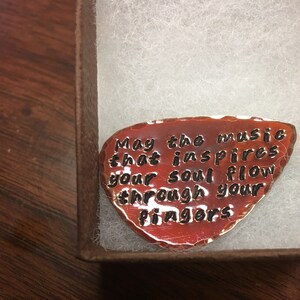 May the music
that inspires
your soul flow
through your
fingers